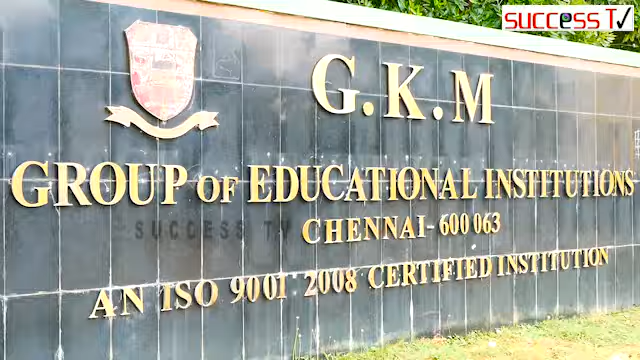 SUCCESS TV
G.K.M
GROUP OF EDUCATIONAL INSTITUTIONS
SUCCESS TV
CHENNAI-600 063
AN ISO 9001 2008 CERTIFIED INSTITUTION